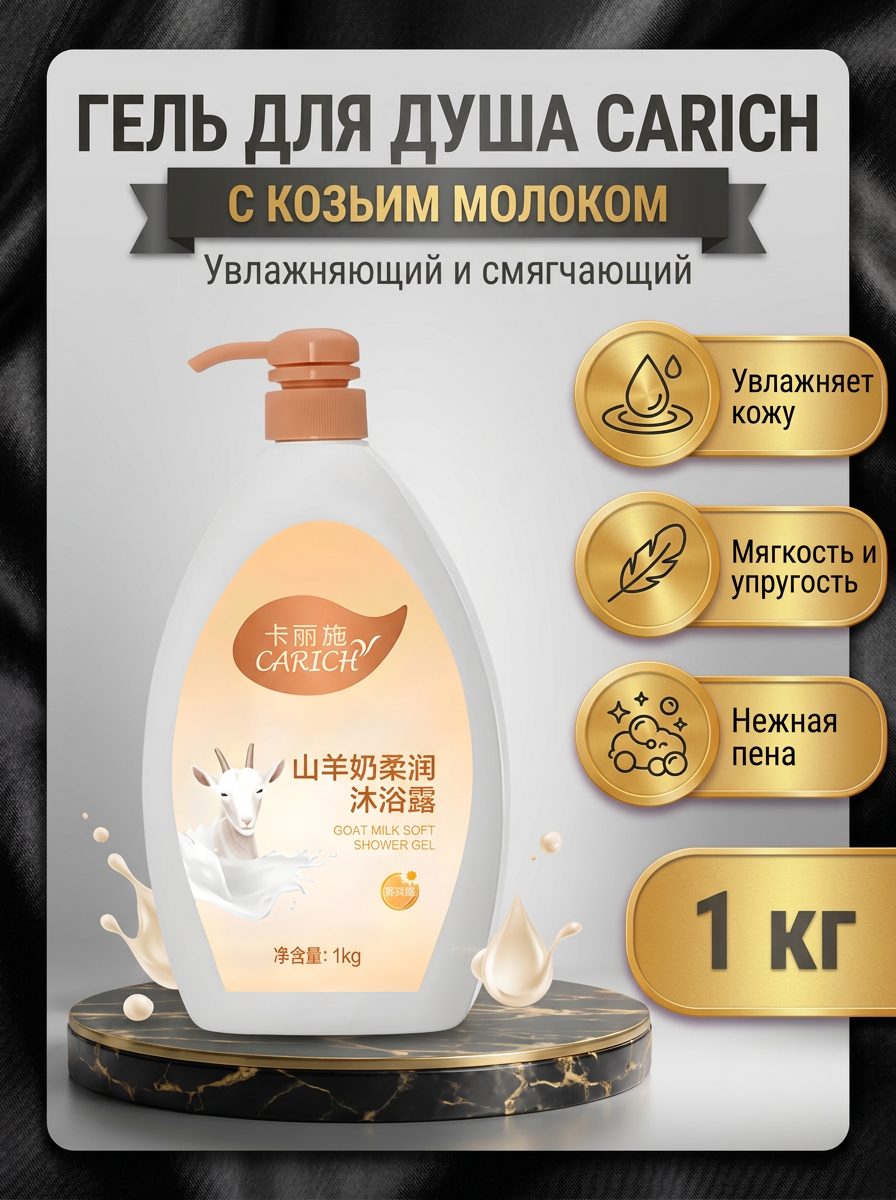 ГЕЛЬ ДЛЯ ДУША CARICH
С КОЗЬИМ МОЛОКОМ
Увлажняющий и смягчающий
Увлажняет
кожу
Мягкость и
упругость
Нежная
пена
1 кг
卡丽施
CARICH
山羊奶柔润
沐浴露
GOAT MILK SOFT
SHOWER GEL
净含量: 1kg